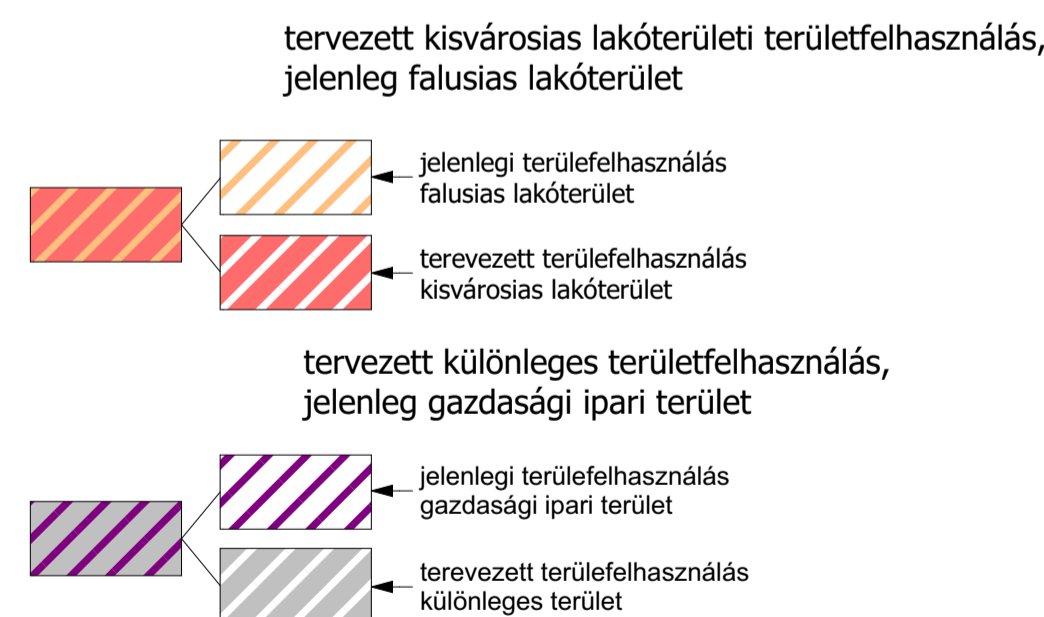 tervezett kisvárosias lakóterületi területfelhasználás,
jelenleg falusias lakóterület
jelenlegi terülefelhasználás
falusias lakóterület
terevezett terülefelhasználás
kisvárosias lakóterület
tervezett különleges területfelhasználás,
jelenleg gazdasági ipari terület
jelenlegi terülefelhasználás
gazdasági ipari terület
terevezett terülefelhasználás
különleges terület